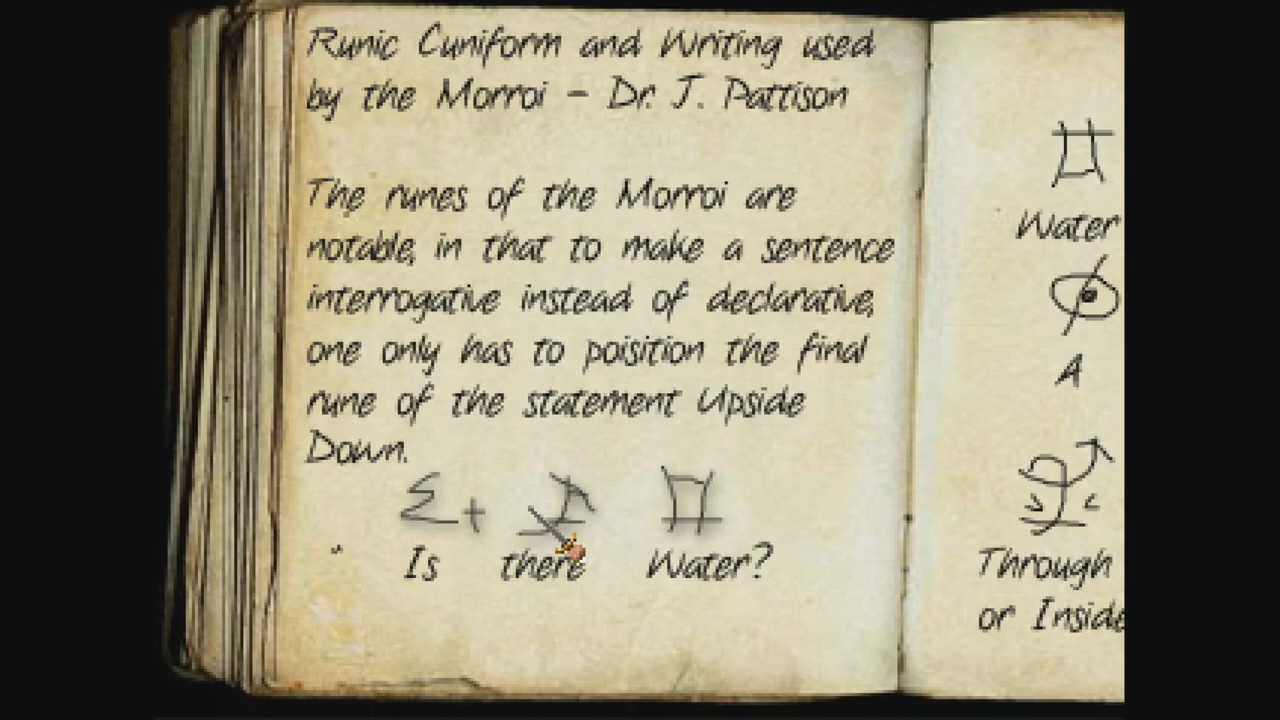 Runic Cuniform and Writing used
by the Morroi - Dr. J. Pattison
The runes of the Morroi are
notable, in that to make a sentence
interrogative instead of declarative,
one only has to poisition the final
rune of the statement Upside
Down.
Is there Water?
Water
A
Through
or Inside